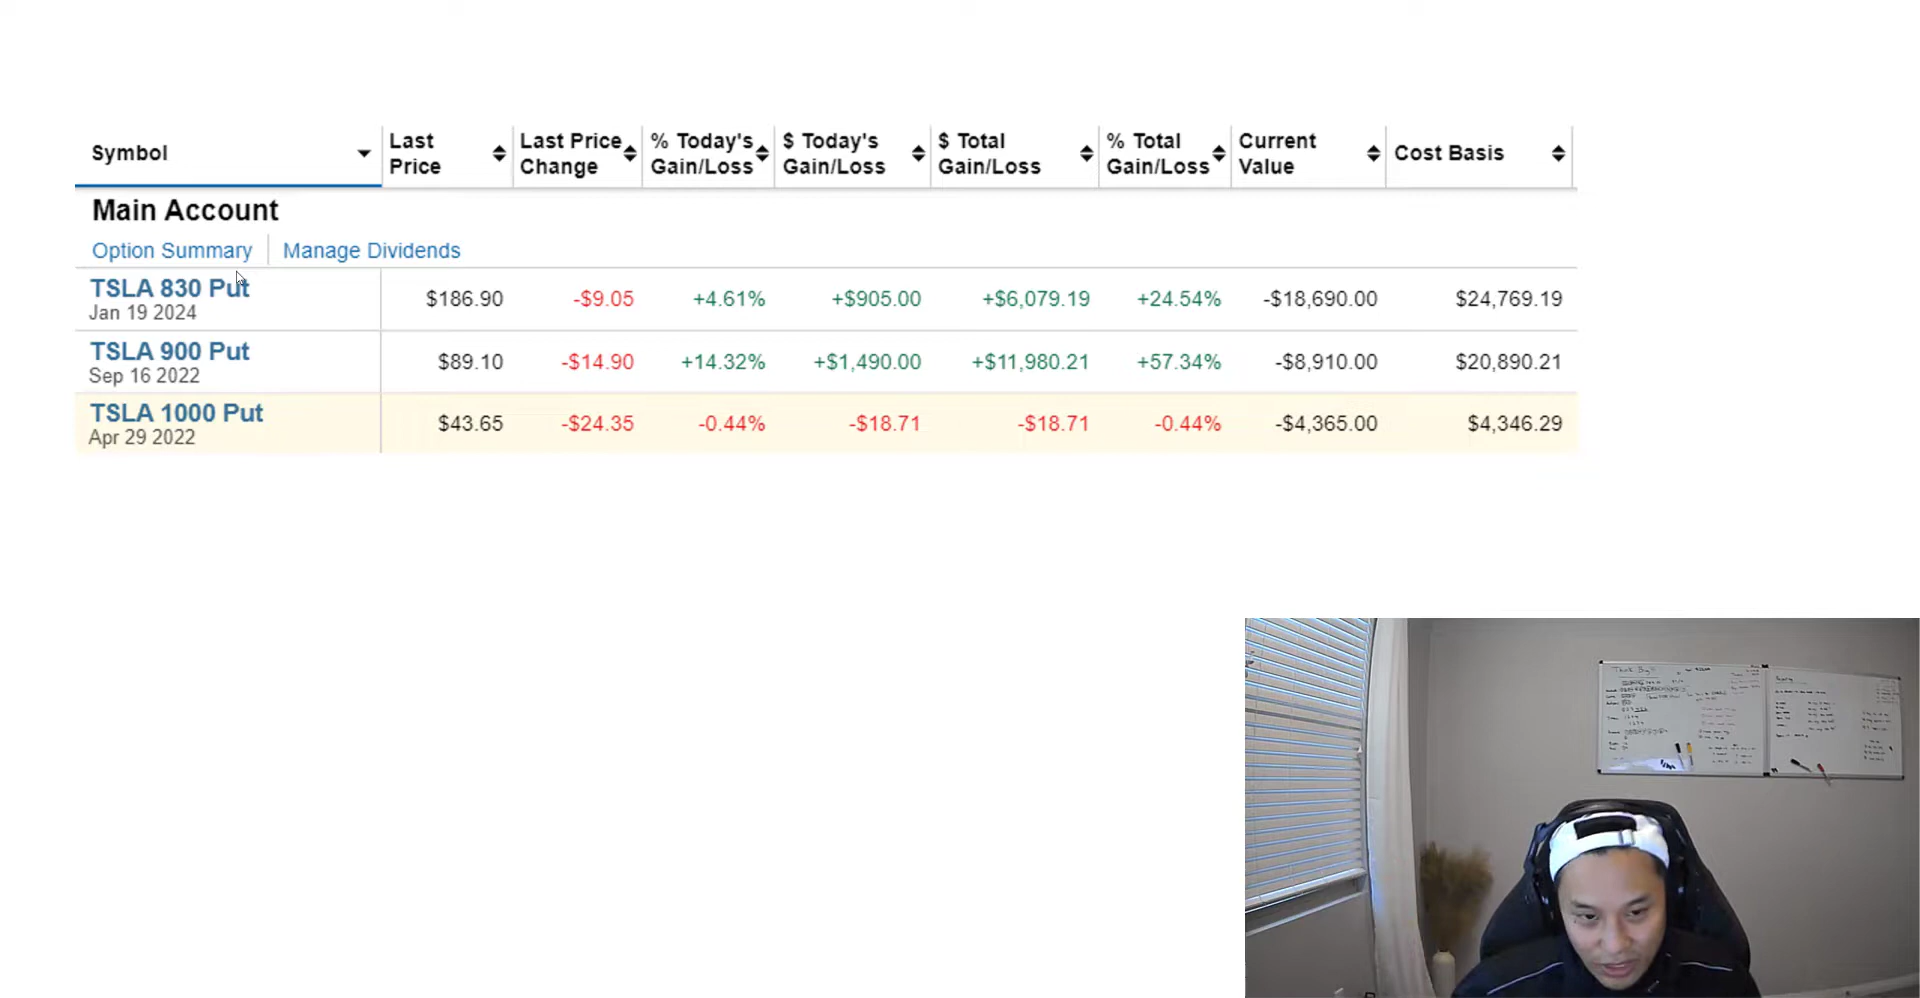 Symbol
Last Price
Last Price Change
% Today's Gain/Loss
$ Today's Gain/Loss
$ Total Gain/Loss
% Total Gain/Loss
Current Value
Cost Basis
Main Account
Option Summary Manage Dividends
TSLA 830 Put $186.90 -$9.05 +4.61% +$905.00 +$6,079.19 +24.54% -$18,690.00 $24,769.19
Jan 19 2024
TSLA 900 Put $89.10 -$14.90 +14.32% +$1,490.00 +$11,980.21 +57.34% -$8,910.00 $20,890.21
Sep 16 2022
TSLA 1000 Put $43.65 -$24.35 -0.44% -$18.71 -$18.71 -0.44% -$4,365.00 $4,346.29
Apr 29 2022
Think Big